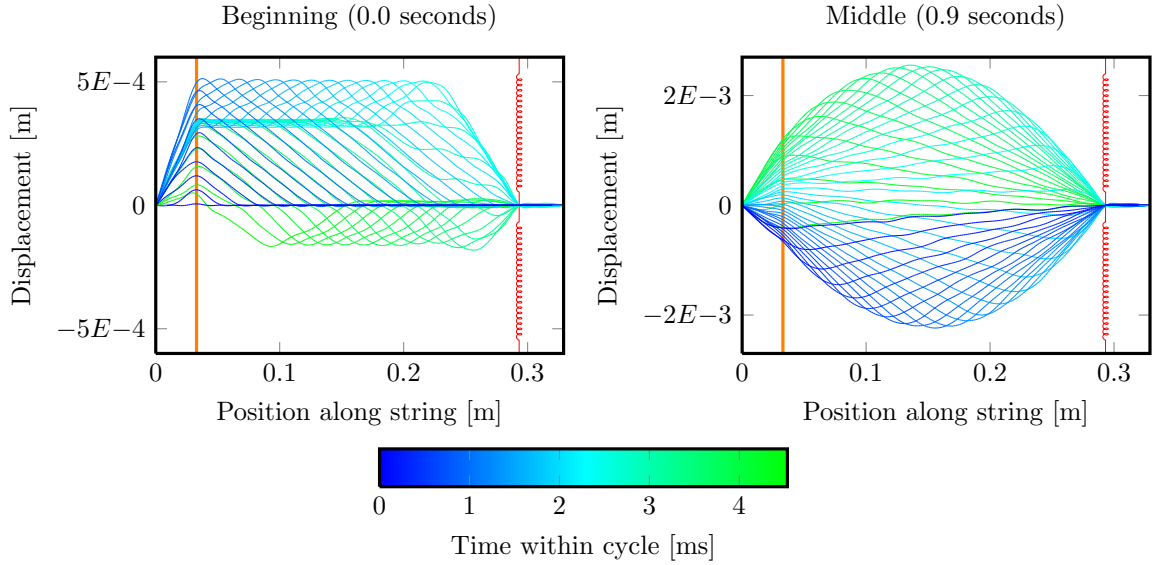 Beginning (0.0 seconds)
Middle (0.9 seconds)
Displacement [m]
5E−4
0
−5E−4
0
0.1
0.2
0.3
Position along string [m]
Displacement [m]
2E−3
0
−2E−3
0
0.1
0.2
0.3
Position along string [m]
0
1
2
3
4
Time within cycle [ms]